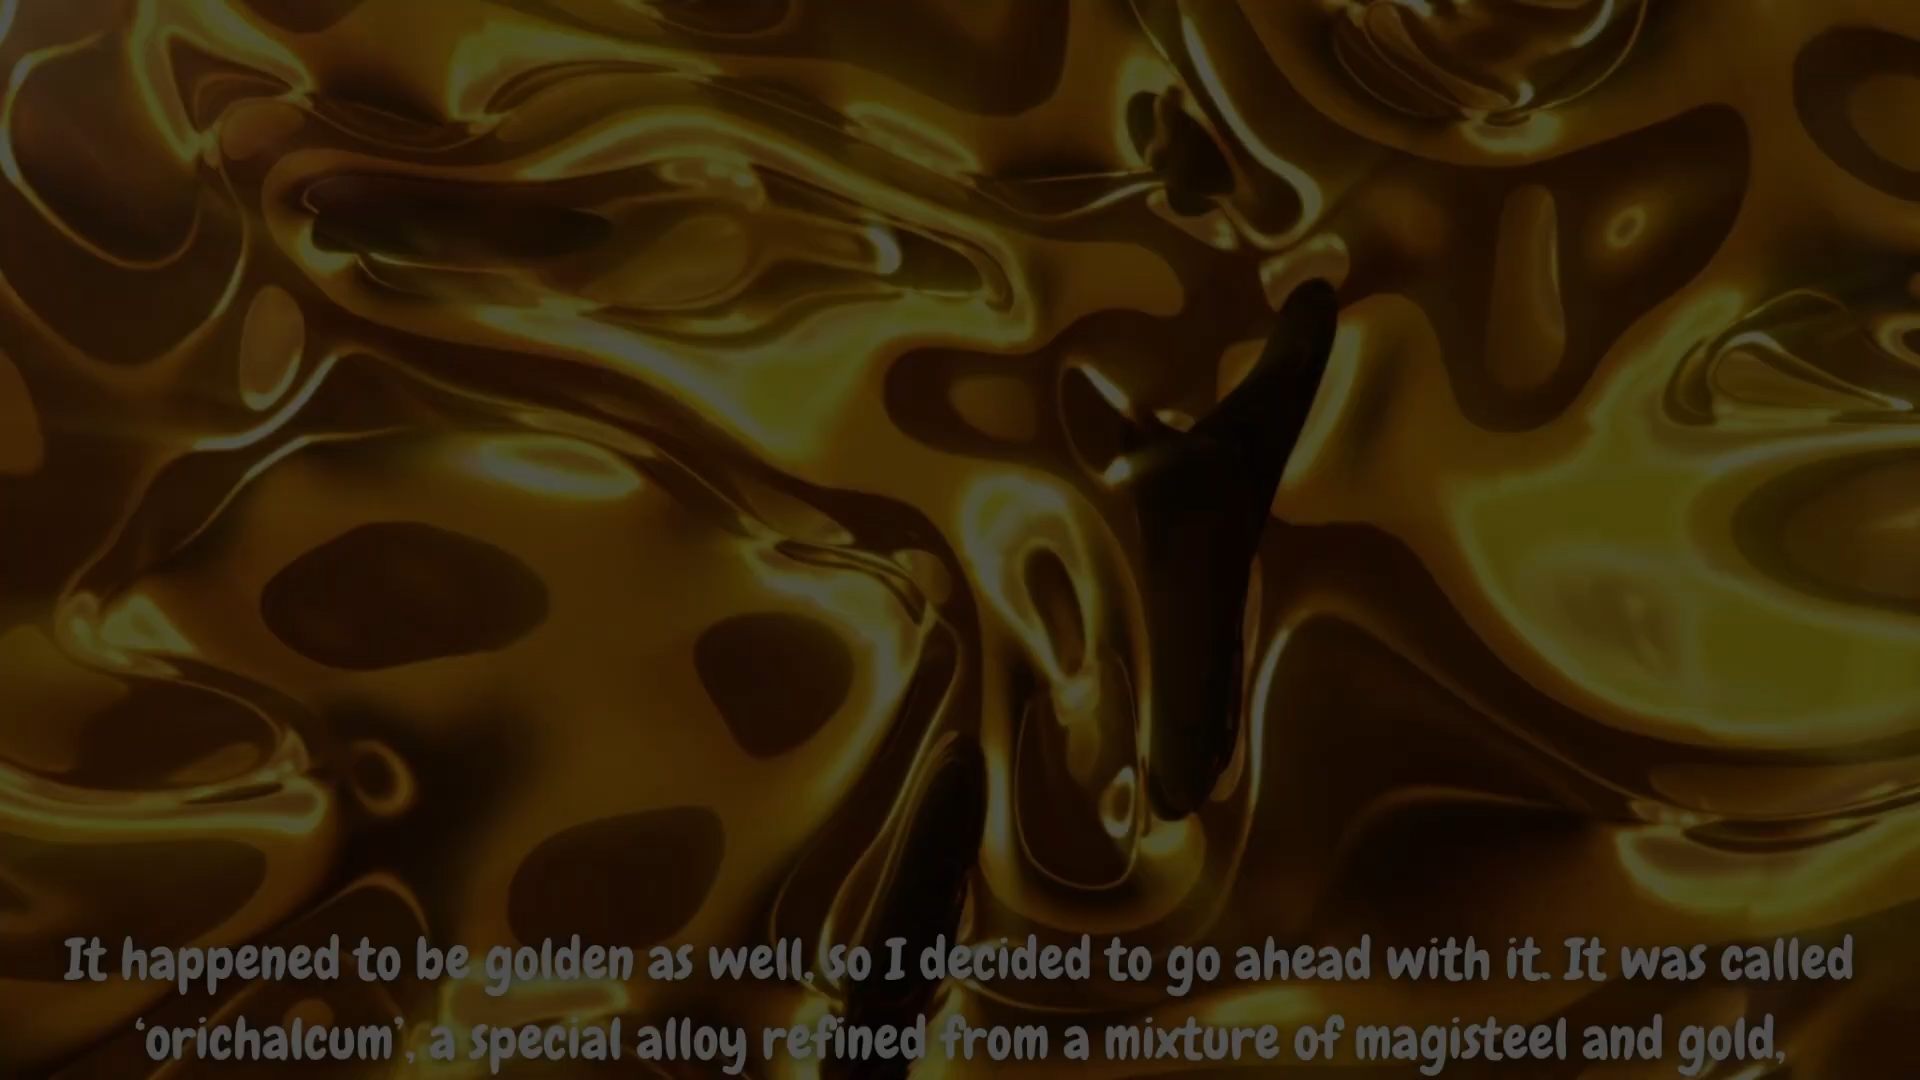 It happened to be golden as well, so I decided to go ahead with it. It was called
‘orichalcum’, a special alloy refined from a mixture of magisteel and gold,